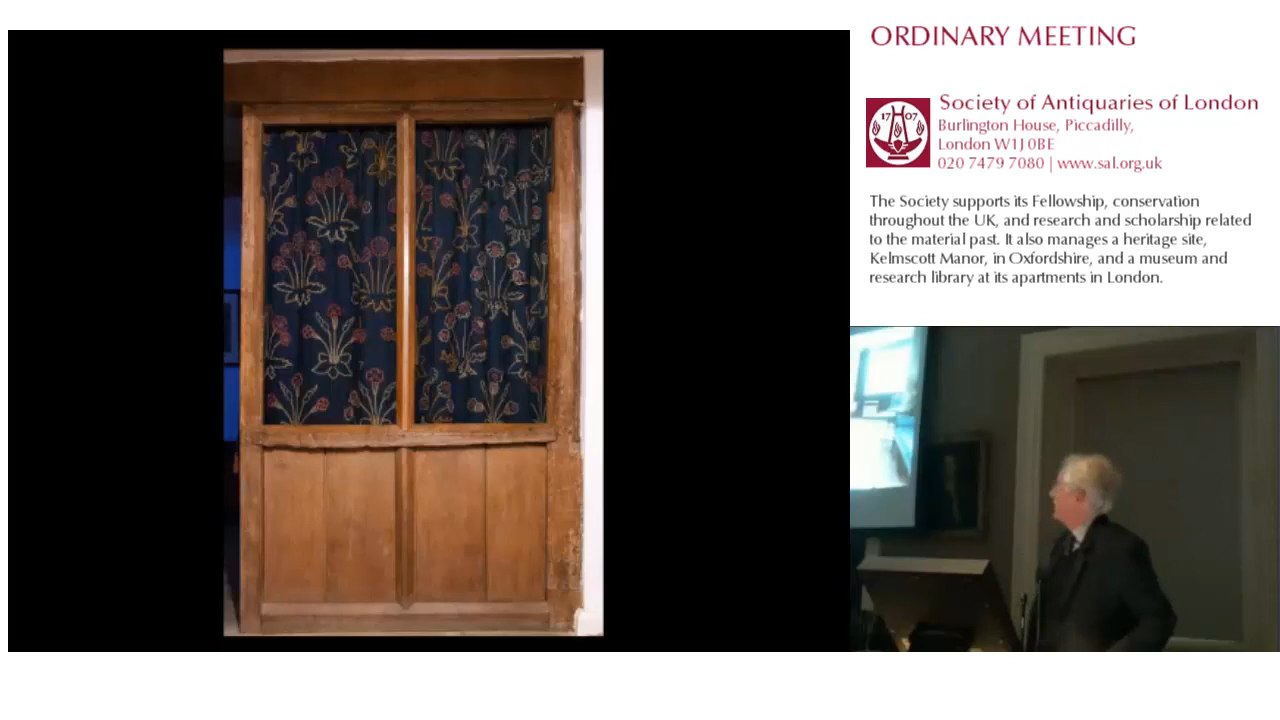 ORDINARY MEETING
Society of Antiquaries of London
17 07
Burlington House, Piccadilly,
London W1J 0BE
020 7479 7080 | www.sal.org.uk
The Society supports its Fellowship, conservation
throughout the UK, and research and scholarship related
to the material past. It also manages a heritage site,
Kelmscott Manor, in Oxfordshire, and a museum and
research library at its apartments in London.